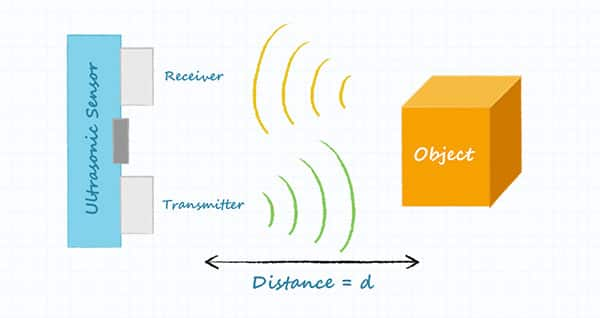 Ultrasonic Sensor
Receiver
Object
Transmitter
Distance = d